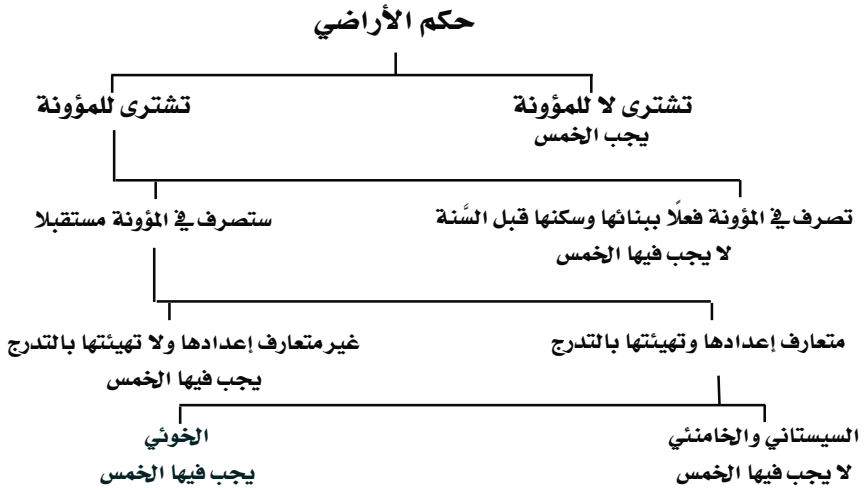 حكم الأراضي
تشترى لا للمؤونة
يجب الخمس
تشترى للمؤونة
تصرف في المؤونة فعلًا ببنائها وسكنها قبل السَّنة
لا يجب فيها الخمس
ستصرف في المؤونة مستقبلا
متعارف إعدادها وتهيئتها بالتدرج
غير متعارف إعدادها ولا تهيئتها بالتدرج
يجب فيها الخمس
السيستاني والخامنئي
لا يجب فيها الخمس
الخوئي
يجب فيها الخمس